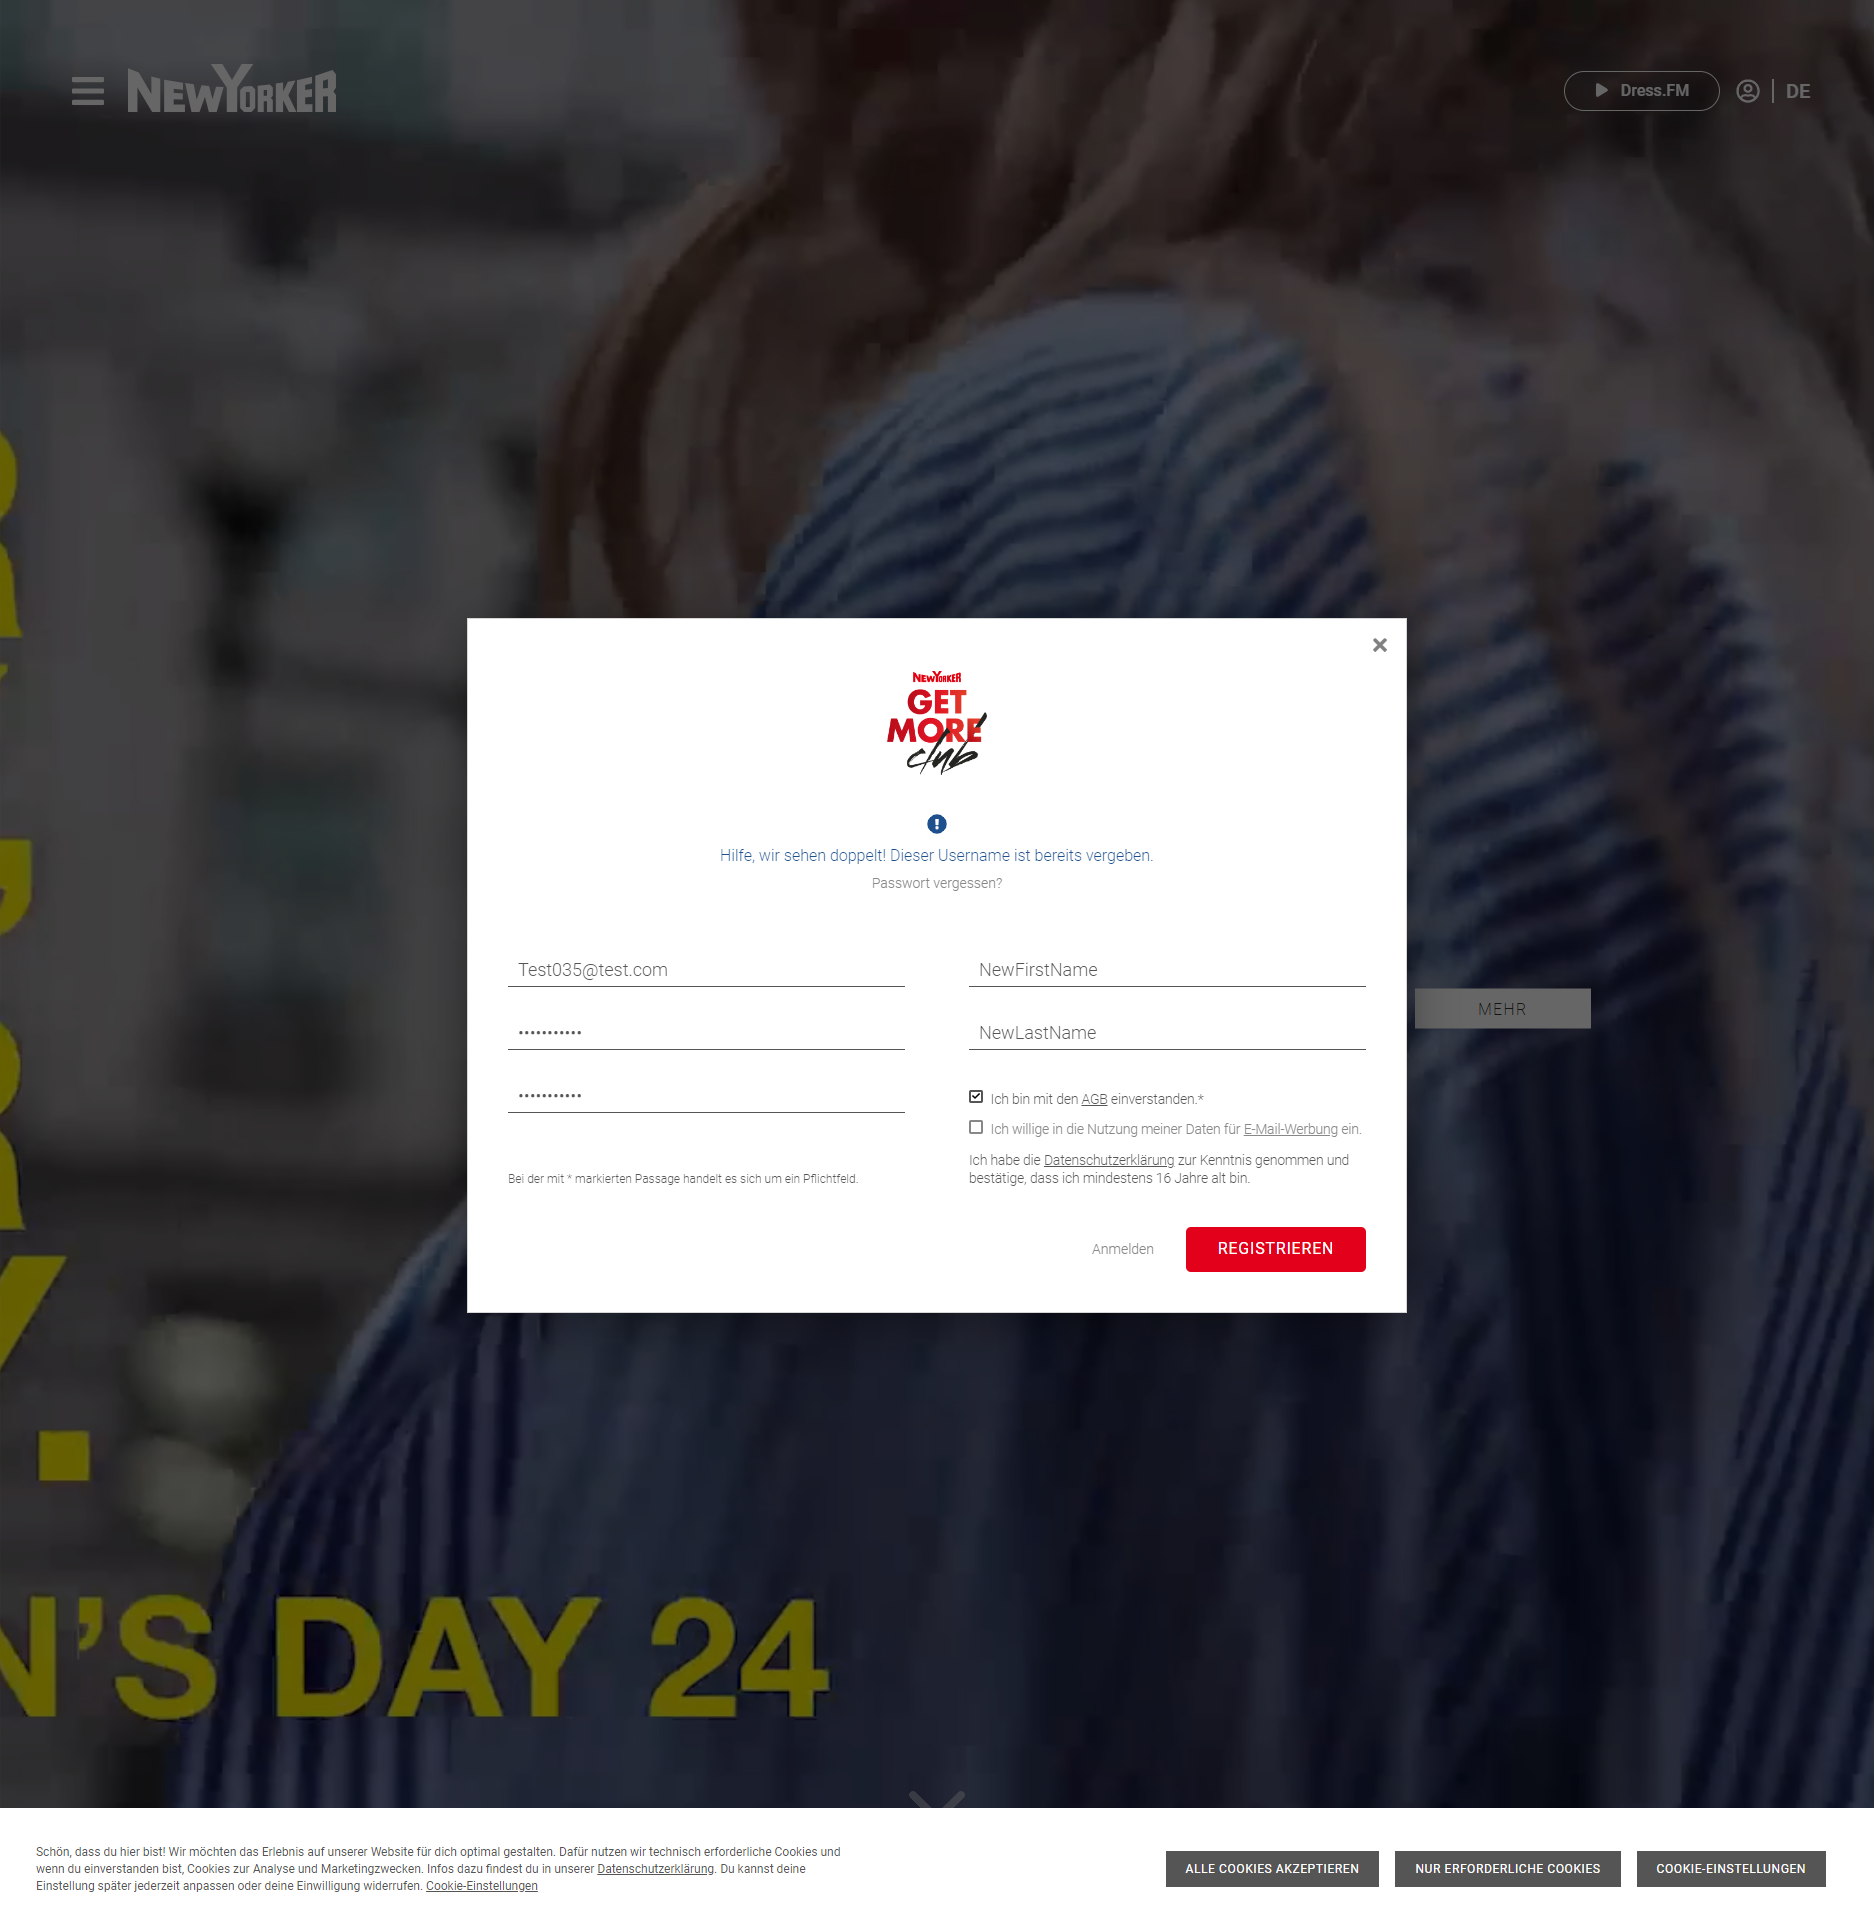 NEWYORKER
Dress.FM
DE
NEWYORKER
GET
MORE
club
Hilfe, wir sehen doppelt! Dieser Username ist bereits vergeben.
Passwort vergessen?
Test035@test.com
NewFirstName
•••••••••••
NewLastName
•••••••••••
Ich bin mit den AGB einverstanden.*
Ich willige in die Nutzung meiner Daten für E-Mail-Werbung ein.
Ich habe die Datenschutzerklärung zur Kenntnis genommen und
bestätige, dass ich mindestens 16 Jahre alt bin.
Bei der mit * markierten Passage handelt es sich um ein Pflichtfeld.
Anmelden
REGISTRIEREN
MEHR
N'S DAY 24
Schön, dass du hier bist! Wir möchten das Erlebnis auf unserer Website für dich optimal gestalten. Dafür nutzen wir technisch erforderliche Cookies und
wenn du einverstanden bist, Cookies zur Analyse und Marketingzwecken. Infos dazu findest du in unserer Datenschutzerklärung. Du kannst deine
Einstellung später jederzeit anpassen oder deine Einwilligung widerrufen. Cookie-Einstellungen
ALLE COOKIES AKZEPTIEREN
NUR ERFORDERLICHE COOKIES
COOKIE-EINSTELLUNGEN